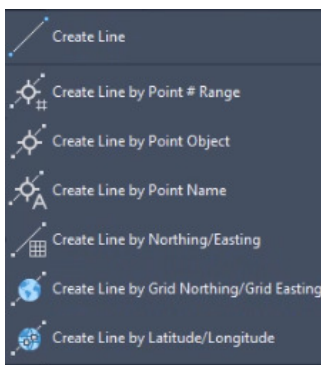 Create Line
Create Line by Point # Range
Create Line by Point Object
Create Line by Point Name
Create Line by Northing/Easting
Create Line by Grid Northing/Grid Easting
Create Line by Latitude/Longitude